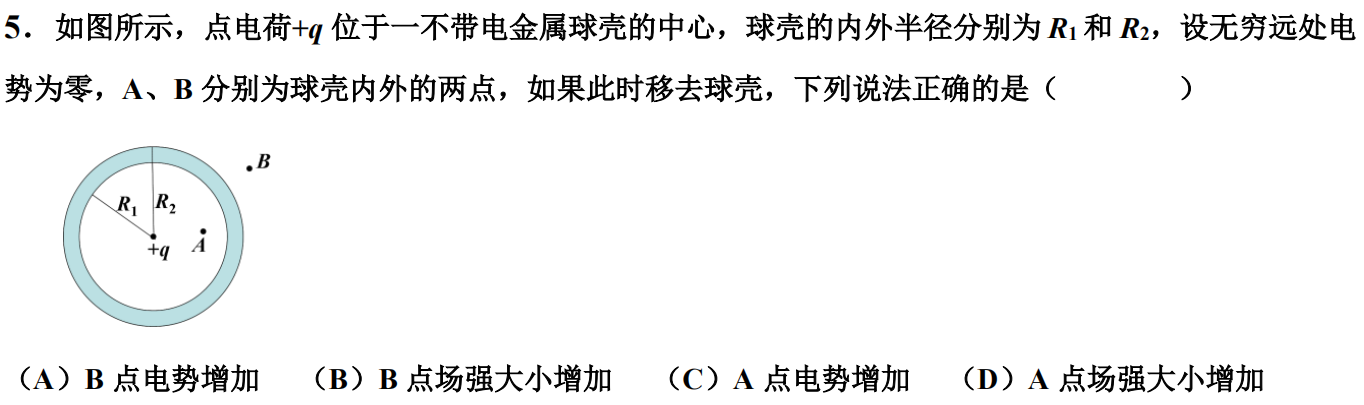 5．如图所示，点电荷+q 位于一不带电金属球壳的中心，球壳的内外半径分别为 R1 和 R2，设无穷远处电
势为零，A、B 分别为球壳内外的两点，如果此时移去球壳，下列说法正确的是（ ）
B
R1 R2
+q A
（A）B 点电势增加 （B）B 点场强大小增加 （C）A 点电势增加 （D）A 点场强大小增加